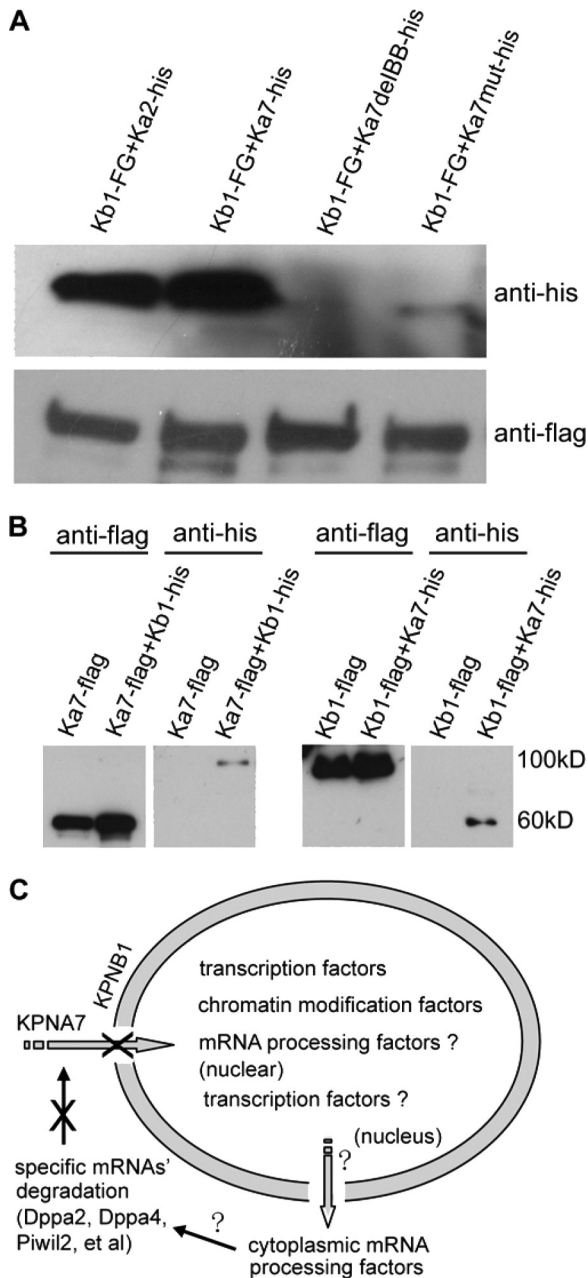 A
Kb1-FG+Ka2-his
Kb1-FG+Ka7-his
Kb1-FG+Ka7delBB-his
Kb1-FG+Ka7mut-his
anti-his
anti-flag
B
anti-flag
anti-his
anti-flag
anti-his
Ka7-flag
Ka7-flag+Kb1-his
Ka7-flag
Ka7-flag+Kb1-his
Kb1-flag
Kb1-flag+Ka7-his
Kb1-flag
Kb1-flag+Ka7-his
100kD
60kD
C
KPNB1
KPNA7
transcription factors
chromatin modification factors
mRNA processing factors ?
(nuclear)
transcription factors ?
(nucleus)
?
specific mRNAs'
degradation
(Dppa2, Dppa4,
Piwil2, et al)
?
cytoplasmic mRNA
processing factors